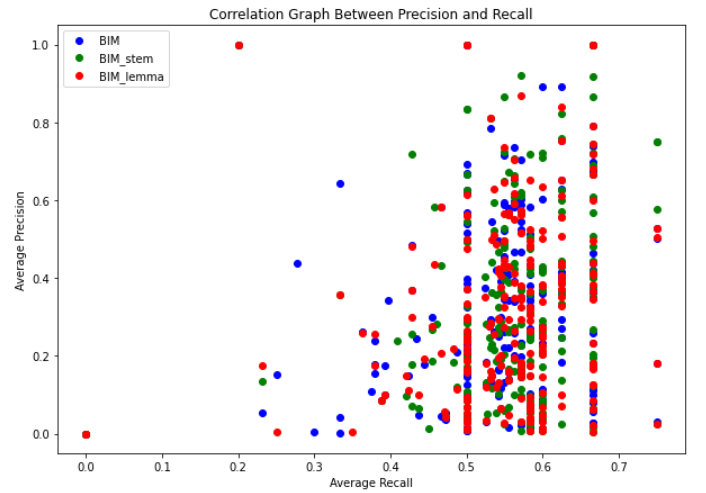 Correlation Graph Between Precision and Recall
BIM
BIM_stem
BIM_lemma
1.0
0.8
0.6
0.4
0.2
0.0
Average Precision
0.0 0.1 0.2 0.3 0.4 0.5 0.6 0.7
Average Recall